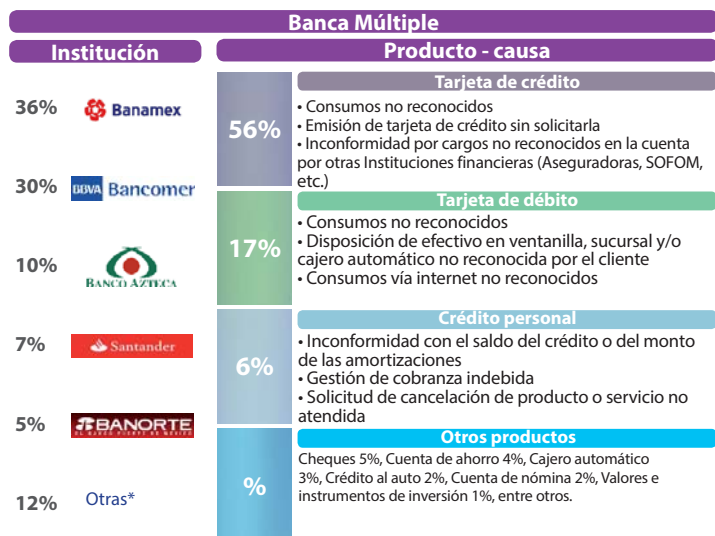 Banca Múltiple
Institución
36% Banamex
30% BBVA Bancomer
10% BANCO AZTECA
7% Santander
5% BANORTE
EL BANCO FUERTE DE MÉXICO
12% Otras*
Producto - causa
56%
Tarjeta de crédito
• Consumos no reconocidos
• Emisión de tarjeta de crédito sin solicitarla
• Inconformidad por cargos no reconocidos en la cuenta
por otras Instituciones financieras (Aseguradoras, SOFOM,
etc.)
17%
Tarjeta de débito
• Consumos no reconocidos
• Disposición de efectivo en ventanilla, sucursal y/o
cajero automático no reconocida por el cliente
• Consumos vía internet no reconocidos
6%
Crédito personal
• Inconformidad con el saldo del crédito o del monto
de las amortizaciones
• Gestión de cobranza indebida
• Solicitud de cancelación de producto o servicio no
atendida
%
Otros productos
Cheques 5%, Cuenta de ahorro 4%, Cajero automático
3%, Crédito al auto 2%, Cuenta de nómina 2%, Valores e
instrumentos de inversión 1%, entre otros.